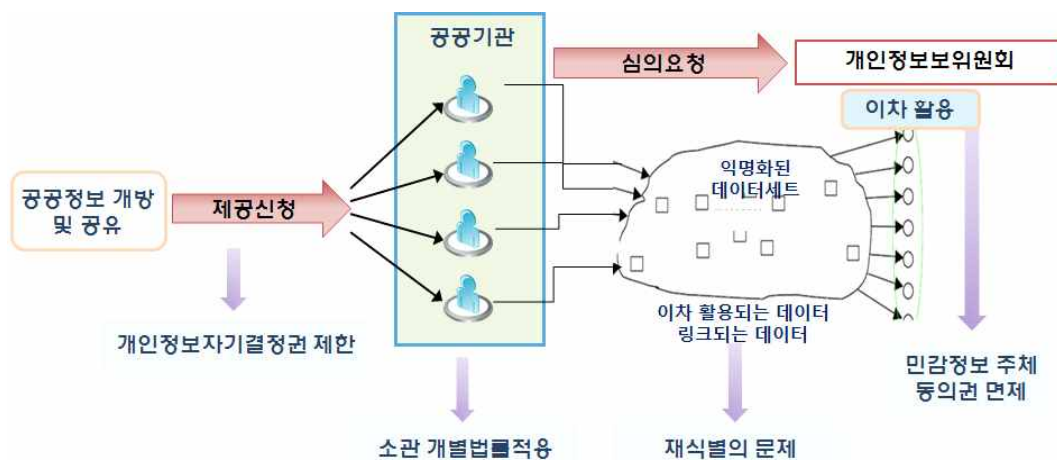 공공기관
심의요청
개인정보보위원회
이차 활용
공공정보 개방
및 공유
제공신청
익명화된
데이터세트
이차 활용되는 데이터
링크되는 데이터
개인정보자기결정권 제한
민감정보 주체
동의권 면제
소관 개별법률적용
재식별의 문제